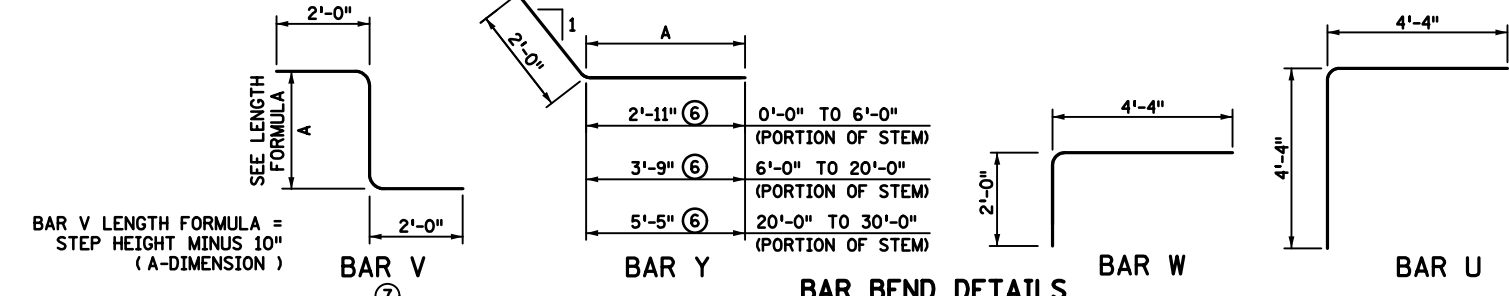 2'-0"
SEE LENGTH
FORMULA
A
2'-0"
BAR V LENGTH FORMULA =
STEP HEIGHT MINUS 10"
( A-DIMENSION )
BAR V
7
1
2'-0"
A
2'-11" 6 0'-0" TO 6'-0"
(PORTION OF STEM)
3'-9" 6 6'-0" TO 20'-0"
(PORTION OF STEM)
5'-5" 6 20'-0" TO 30'-0"
(PORTION OF STEM)
BAR Y
4'-4"
2'-0"
BAR W
4'-4"
4'-4"
BAR U
BAR BEND DETAILS